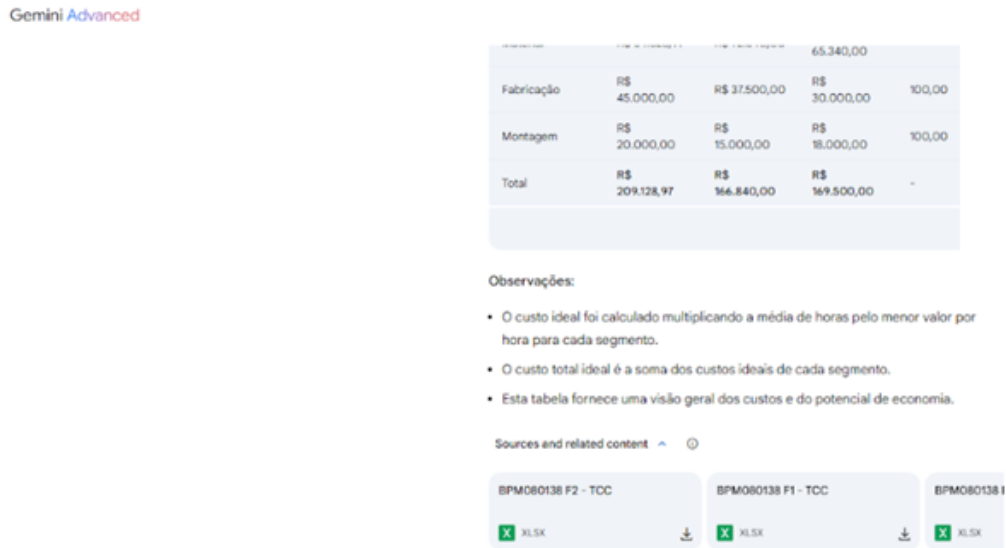 Gemini Advanced
65.340,00
Fabricação R$ 45.000,00 R$ 37.500,00 R$ 30.000,00 100,00
Montagem R$ 20.000,00 R$ 15.000,00 R$ 18.000,00 100,00
Total R$ 209.128,97 R$ 166.840,00 R$ 169.500,00 -
Observações:
• O custo ideal foi calculado multiplicando a média de horas pelo menor valor por
hora para cada segmento.
• O custo total ideal é a soma dos custos ideais de cada segmento.
• Esta tabela fornece uma visão geral dos custos e do potencial de economia.
Sources and related content
BPM080138 F2 - TCC BPM080138 F1 - TCC BPM080138
X XLSX X XLSX X XLSX